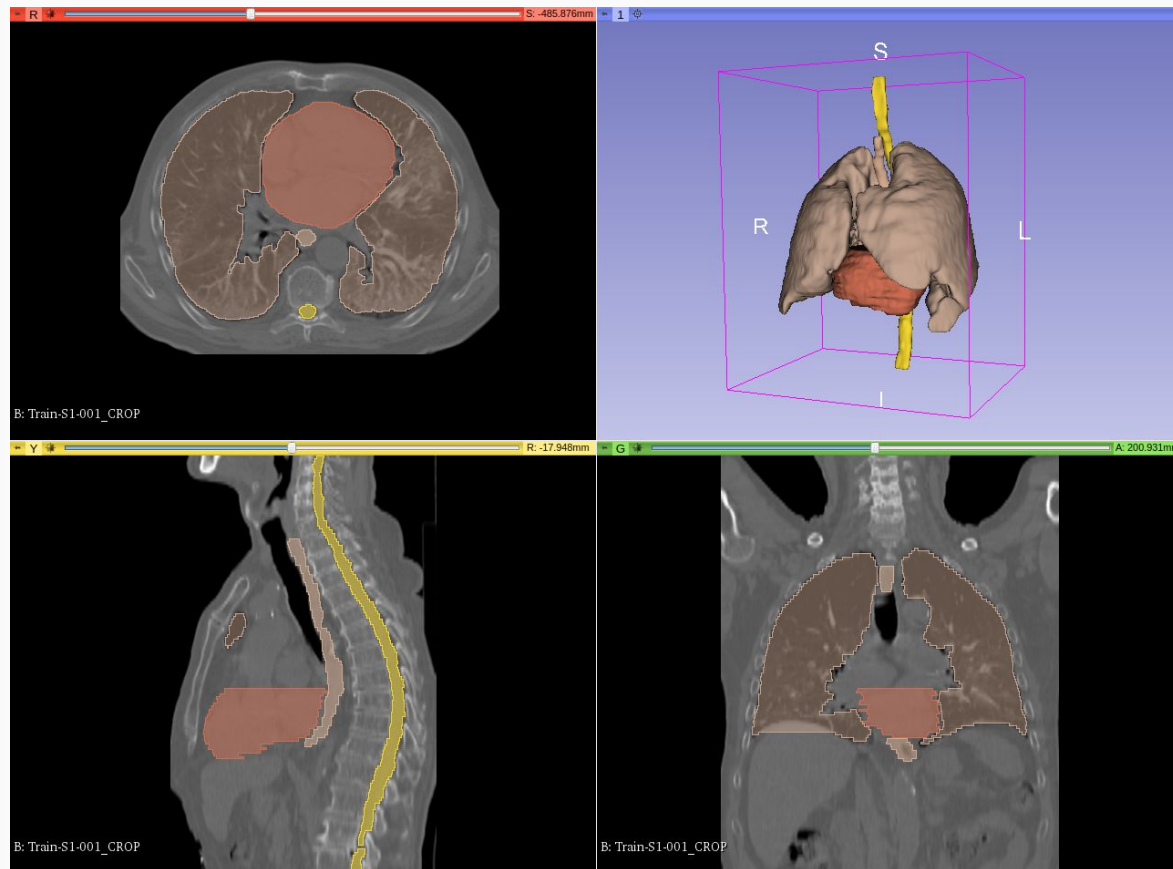 R S: -485.876mm
1
S
R
L
I
B: Train-S1-001_CROP
Y R: -17.948mm
G A: 200.931mm
B: Train-S1-001_CROP
B: Train-S1-001_CROP